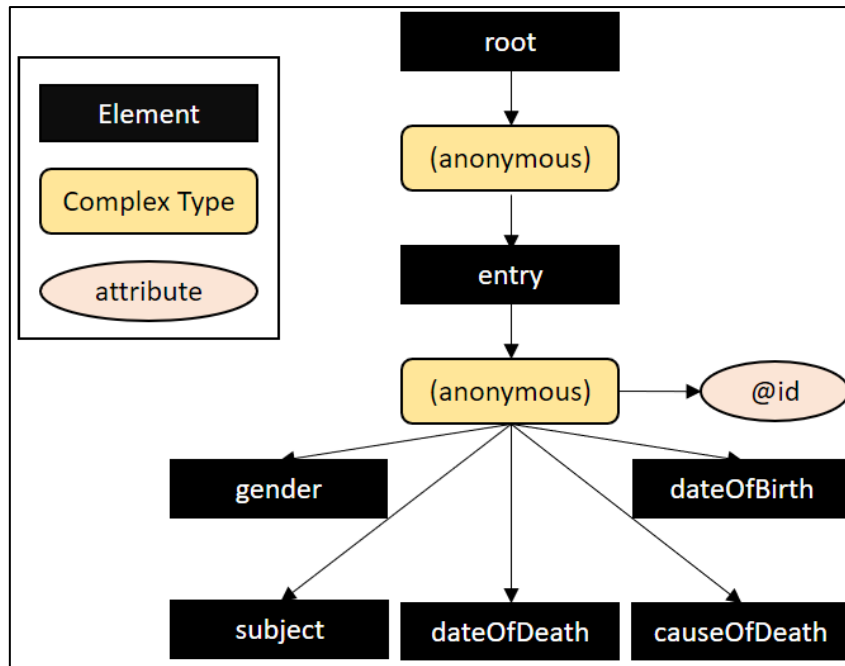 Element
Complex Type
attribute
root
(anonymous)
entry
(anonymous)
@id
gender
dateOfBirth
subject
dateOfDeath
causeOfDeath